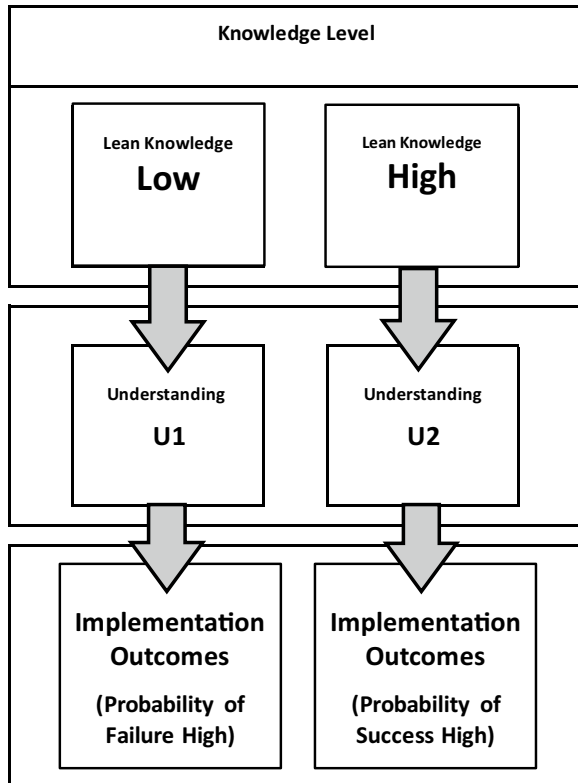 Knowledge Level
Lean Knowledge
Low
Lean Knowledge
High
Understanding
U1
Understanding
U2
Implementation
Outcomes
(Probability of
Failure High)
Implementation
Outcomes
(Probability of
Success High)